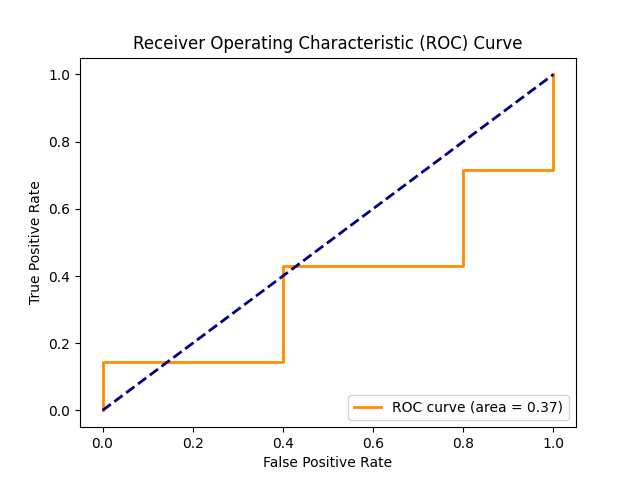 Receiver Operating Characteristic (ROC) Curve
True Positive Rate
1.0
0.8
0.6
0.4
0.2
0.0
ROC curve (area = 0.37)
0.0 0.2 0.4 0.6 0.8 1.0
False Positive Rate